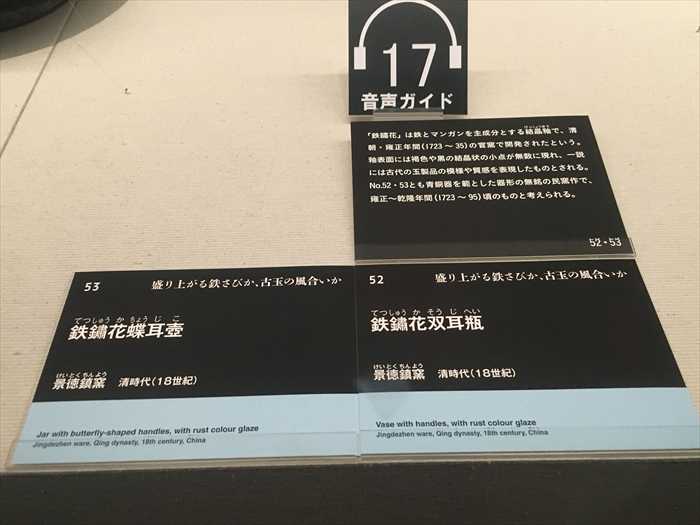 17
音声ガイド
「鉄鏽花」は鉄とマンガンを主成分とする結晶釉で、清
けっしょうゆう
朝・雍正年間(1723～35)の官窯で開発されたという。
釉表面には褐色や黒の結晶状の小点が無数に現れ、一説
には古代の玉製品の模様や質感を表現したものとされる。
No.52・53とも青銅器を範とした器形の無銘の民窯作で、
雍正～乾隆年間(1723～95)頃のものと考えられる。
52・53
53 盛り上がる鉄さびか、古玉の風合いか
てつしゅうかちょうじこ
鉄鏽花蝶耳壺
けいとくちんよう
景徳鎮窯 清時代(18世紀)
Jar with butterfly-shaped handles, with rust colour glaze
Jingdezhen ware, Qing dynasty, 18th century, China
52 盛り上がる鉄さびか、古玉の風合いか
てつしゅうかそうじへい
鉄鏽花双耳瓶
けいとくちんよう
景徳鎮窯 清時代(18世紀)
Vase with handles, with rust colour glaze
Jingdezhen ware, Qing dynasty, 18th century, China